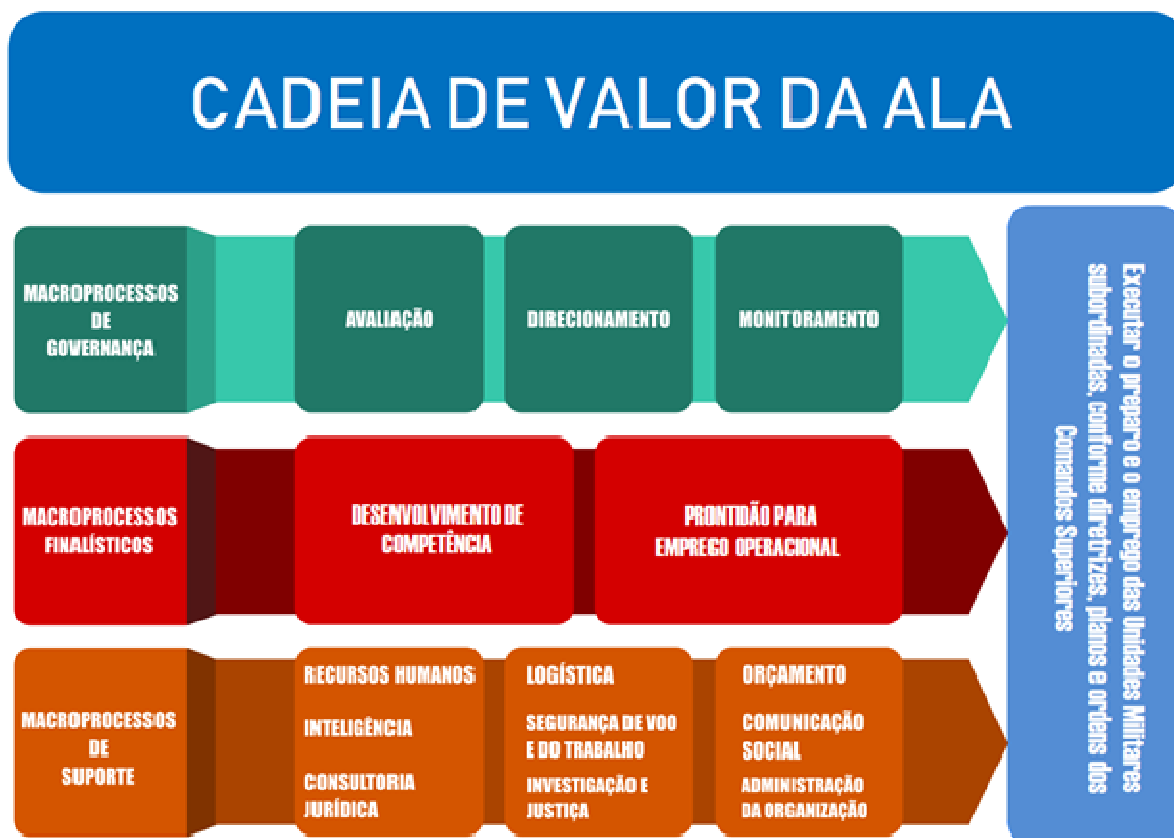 CADEIA DE VALOR DA ALA
MACROPROCESSOS
DE
GOVERNANÇA
AVALIAÇÃO
DIRECIONAMENTO
MONITORAMENTO
MACROPROCESSOS
FINALÍSTICOS
DESENVOLVIMENTO DE
COMPETÊNCIA
PRONTIDÃO PARA
EMPREGO OPERACIONAL
MACROPROCESSOS
DE
SUPORTE
RECURSOS HUMANOS
INTELIGÊNCIA
CONSULTORIA
JURÍDICA
LOGÍSTICA
SEGURANÇA DE VOO
E DO TRABALHO
INVESTIGAÇÃO E
JUSTIÇA
ORÇAMENTO
COMUNICAÇÃO
SOCIAL
ADMINISTRAÇÃO
DA ORGANIZAÇÃO
Executar o preparo e o emprego das Unidades Militares
subordinadas, conforme diretrizes, planos e ordens dos
Comandos Superiores